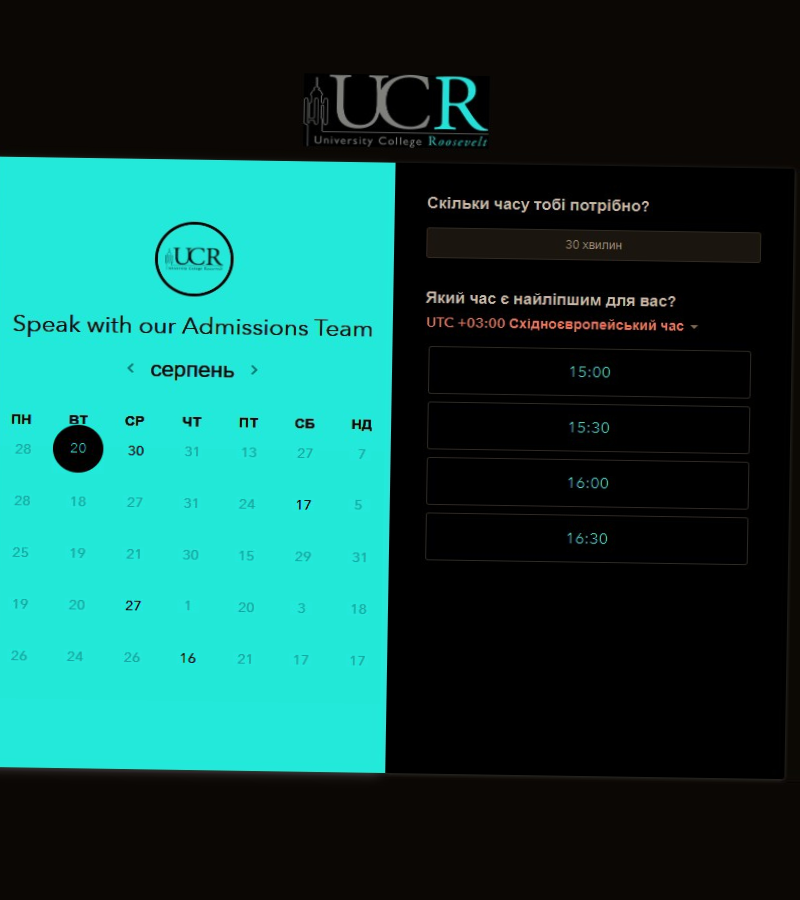 UCR
University College Roosevelt
UCR
University College Roosevelt
Speak with our Admissions Team
серпень
ПН ВТ СР ЧТ ПТ СБ НД
28 20 30 31 13 27 7
28 18 27 31 24 17 5
25 19 21 30 15 29 31
19 20 27 1 20 3 18
26 24 26 16 21 17 17
Скільки часу тобі потрібно?
30 хвилин
Який час є найліпшим для вас?
UTC +03:00 Східноєвропейський час
15:00
15:30
16:00
16:30